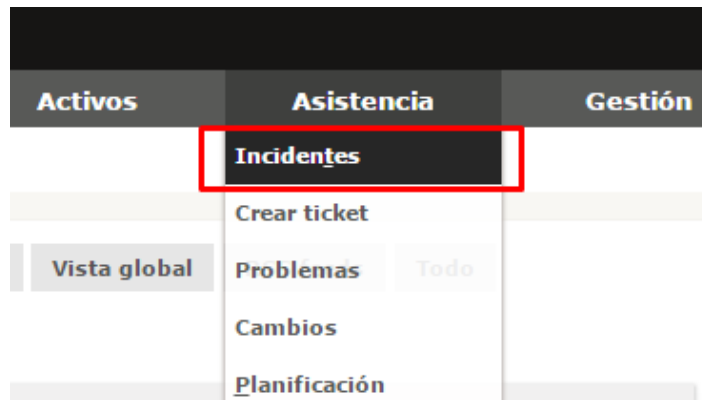 Activos Asistencia Gestión
Incidentes
Crear ticket
Vista global Problemas Todo
Cambios
Planificación